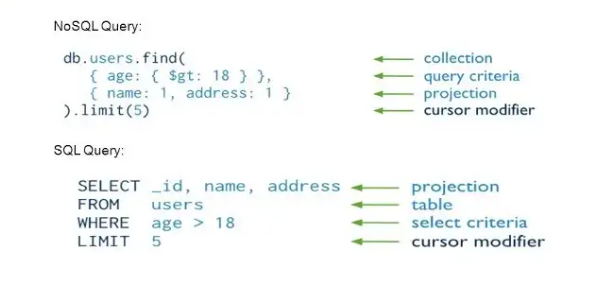 NoSQL Query:
db.users.find( collection
{ age: { $gt: 18 } }, query criteria
{ name: 1, address: 1 } projection
).limit(5) cursor modifier
SQL Query:
SELECT _id, name, address projection
FROM users table
WHERE age > 18 select criteria
LIMIT 5 cursor modifier